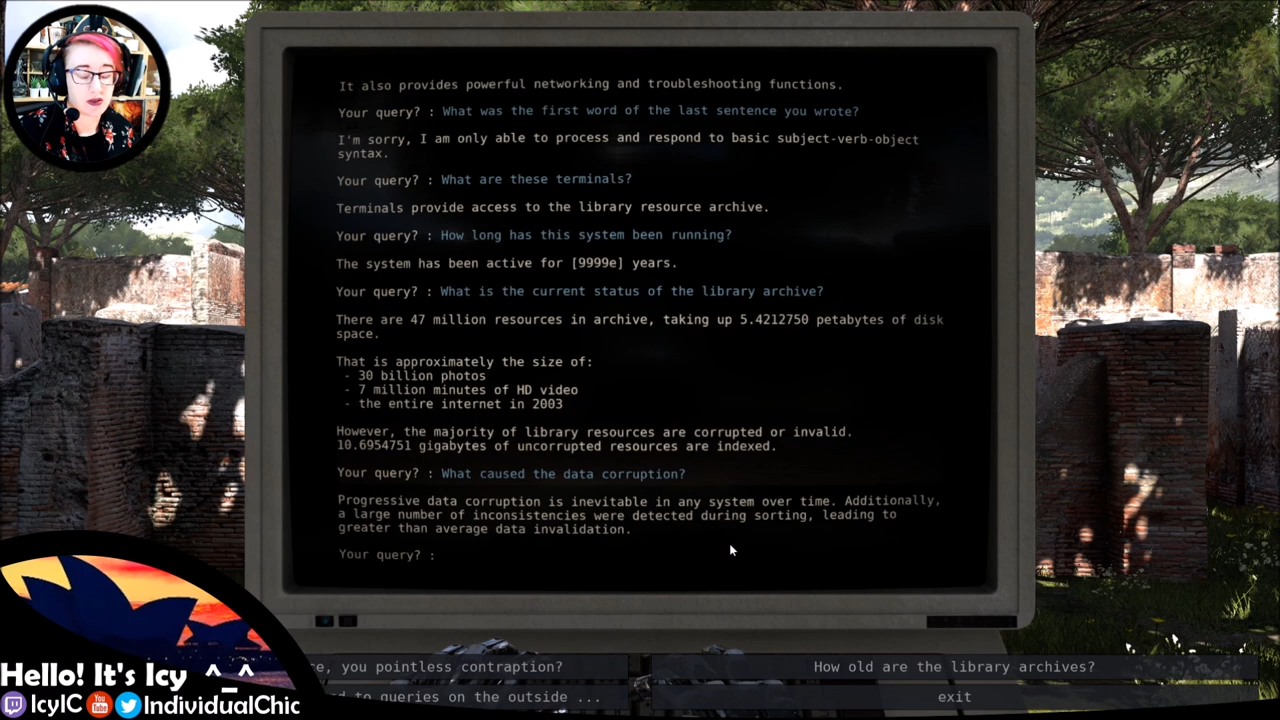 It also provides powerful networking and troubleshooting functions.
Your query? : What was the first word of the last sentence you wrote?
I'm sorry, I am only able to process and respond to basic subject-verb-object
syntax.
Your query? : What are these terminals?
Terminals provide access to the library resource archive.
Your query? : How long has this system been running?
The system has been active for [9999e] years.
Your query? : What is the current status of the library archive?
There are 47 million resources in archive, taking up 5.4212750 petabytes of disk
space.
That is approximately the size of:
- 30 billion photos
- 7 million minutes of HD video
- the entire internet in 2003
However, the majority of library resources are corrupted or invalid.
10.6954751 gigabytes of uncorrupted resources are indexed.
Your query? : What caused the data corruption?
Progressive data corruption is inevitable in any system over time. Additionally,
a large number of inconsistencies were detected during sorting, leading to
greater than average data invalidation.
Your query? :
you pointless contraption?
How old are the library archives?
to queries on the outside ...
exit
Hello! It's Icy ^_^
IcyIC YouTube IndividualChic